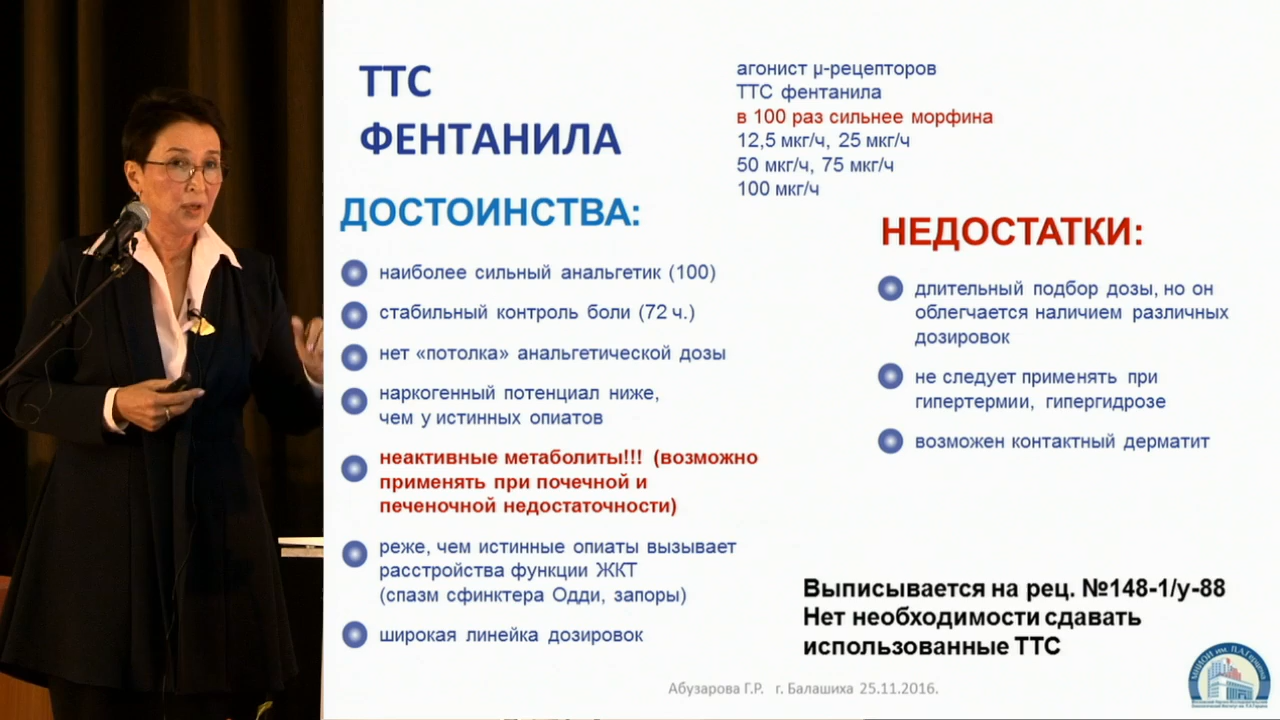 ТТС
ФЕНТАНИЛА
агонист µ-рецепторов
ТТС фентанила
в 100 раз сильнее морфина
12,5 мкг/ч, 25 мкг/ч
50 мкг/ч, 75 мкг/ч
100 мкг/ч
ДОСТОИНСТВА:
наиболее сильный анальгетик (100)
стабильный контроль боли (72 ч.)
нет «потолка» анальгетической дозы
наркогенный потенциал ниже,
чем у истинных опиатов
неактивные метаболиты!!! (возможно
применять при почечной и
печеночной недостаточности)
реже, чем истинные опиаты вызывает
расстройства функции ЖКТ
(спазм сфинктера Одди, запоры)
широкая линейка дозировок
НЕДОСТАТКИ:
длительный подбор дозы, но он
облегчается наличием различных
дозировок
не следует применять при
гипертермии, гипергидрозе
возможен контактный дерматит
Выписывается на рец. №148-1/у-88
Нет необходимости сдавать
использованные ТТС
Абузарова Г.Р. г. Балашиха 25.11.2016.
МНИОИ им. П.А.Герцена